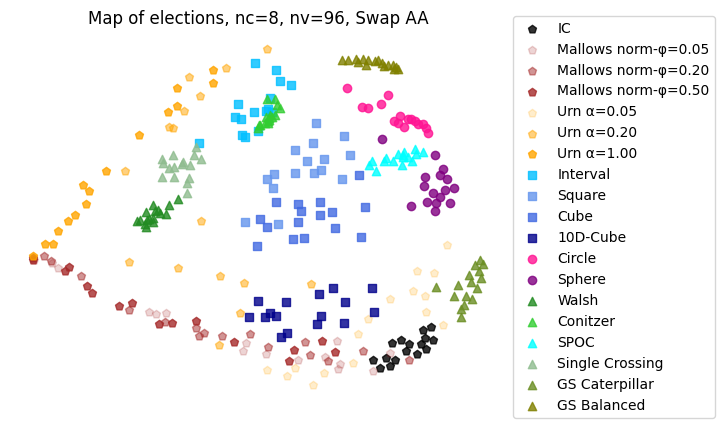 Map of elections, nc=8, nv=96, Swap AA
IC
Mallows norm-φ=0.05
Mallows norm-φ=0.20
Mallows norm-φ=0.50
Urn α=0.05
Urn α=0.20
Urn α=1.00
Interval
Square
Cube
10D-Cube
Circle
Sphere
Walsh
Conitzer
SPOC
Single Crossing
GS Caterpillar
GS Balanced